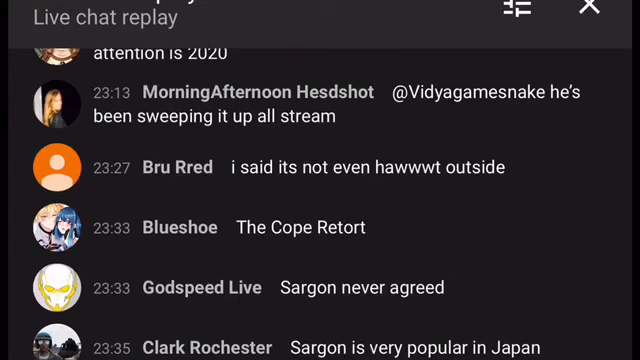 Live chat replay
attention is 2020
23:13 MorningAfternoon Hesdshot @Vidyagamesnake he's
been sweeping it up all stream
23:27 Bru Rred i said its not even hawwwt outside
23:33 Blueshoe The Cope Retort
23:33 Godspeed Live Sargon never agreed
23:35 Clark Rochester Sargon is very popular in Japan